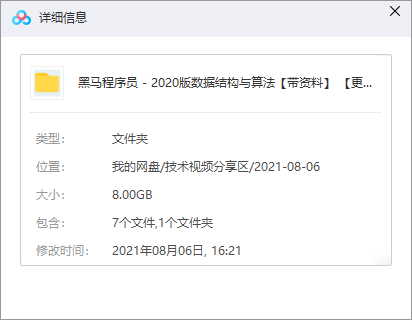 详细信息
黑马程序员 - 2020版数据结构与算法【带资料】 【更...
类型: 文件夹
位置: 我的网盘/技术视频分享区/2021-08-06
大小: 8.00GB
包含: 7个文件,1个文件夹
修改时间: 2021年08月06日, 16:21